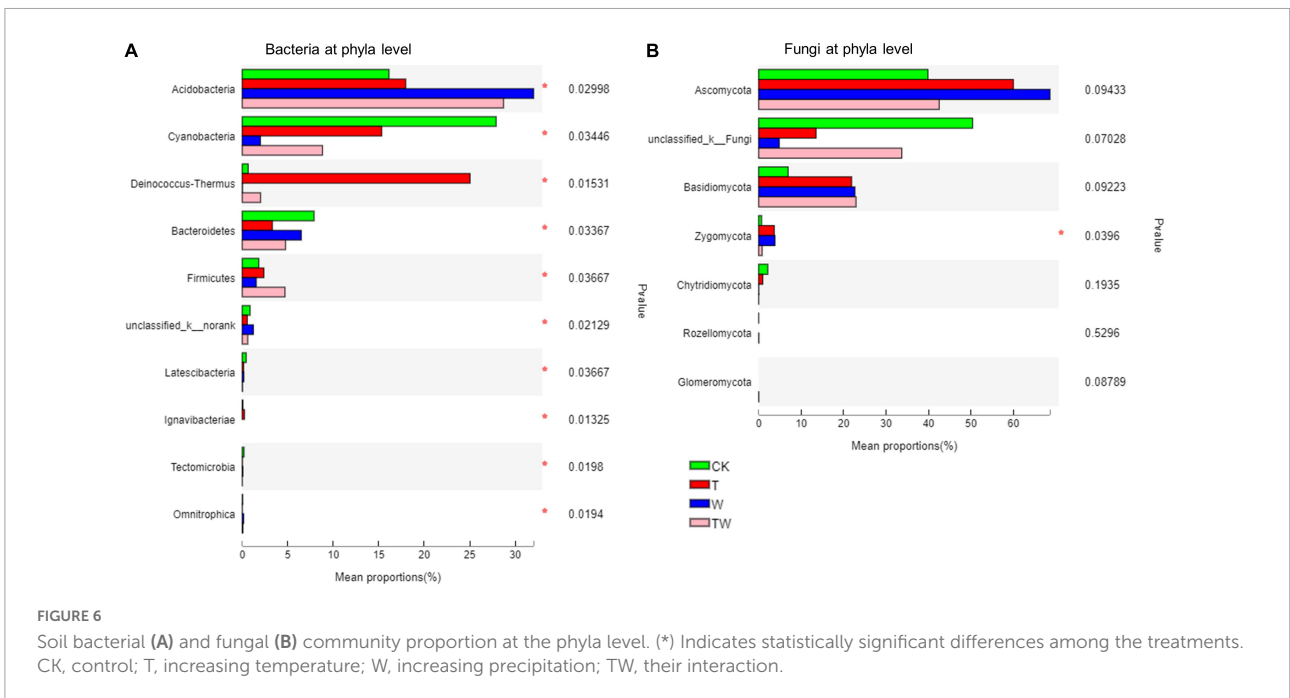 A
Bacteria at phyla level
Acidobacteria
* 0.02998
Cyanobacteria
* 0.03446
Deinococcus-Thermus
* 0.01531
Bacteroidetes
* 0.03367
Firmicutes
* 0.03667
unclassified_k__norank
* 0.02129
Latescibacteria
* 0.03667
Ignavibacteriae
* 0.01325
Tectomicrobia
* 0.0198
Omnitrophica
* 0.0194
0 5 10 15 20 25 30
Mean proportions(%)
Pvalue
B
Fungi at phyla level
Ascomycota
0.09433
unclassified_k__Fungi
0.07028
Basidiomycota
0.09223
Zygomycota
* 0.0396
Chytridiomycota
0.1935
Rozellomycota
0.5296
Glomeromycota
0.08789
0 10 20 30 40 50 60
Mean proportions(%)
Pvalue
CK
T
W
TW
FIGURE 6
Soil bacterial (A) and fungal (B) community proportion at the phyla level. (*) Indicates statistically significant differences among the treatments.
CK, control; T, increasing temperature; W, increasing precipitation; TW, their interaction.